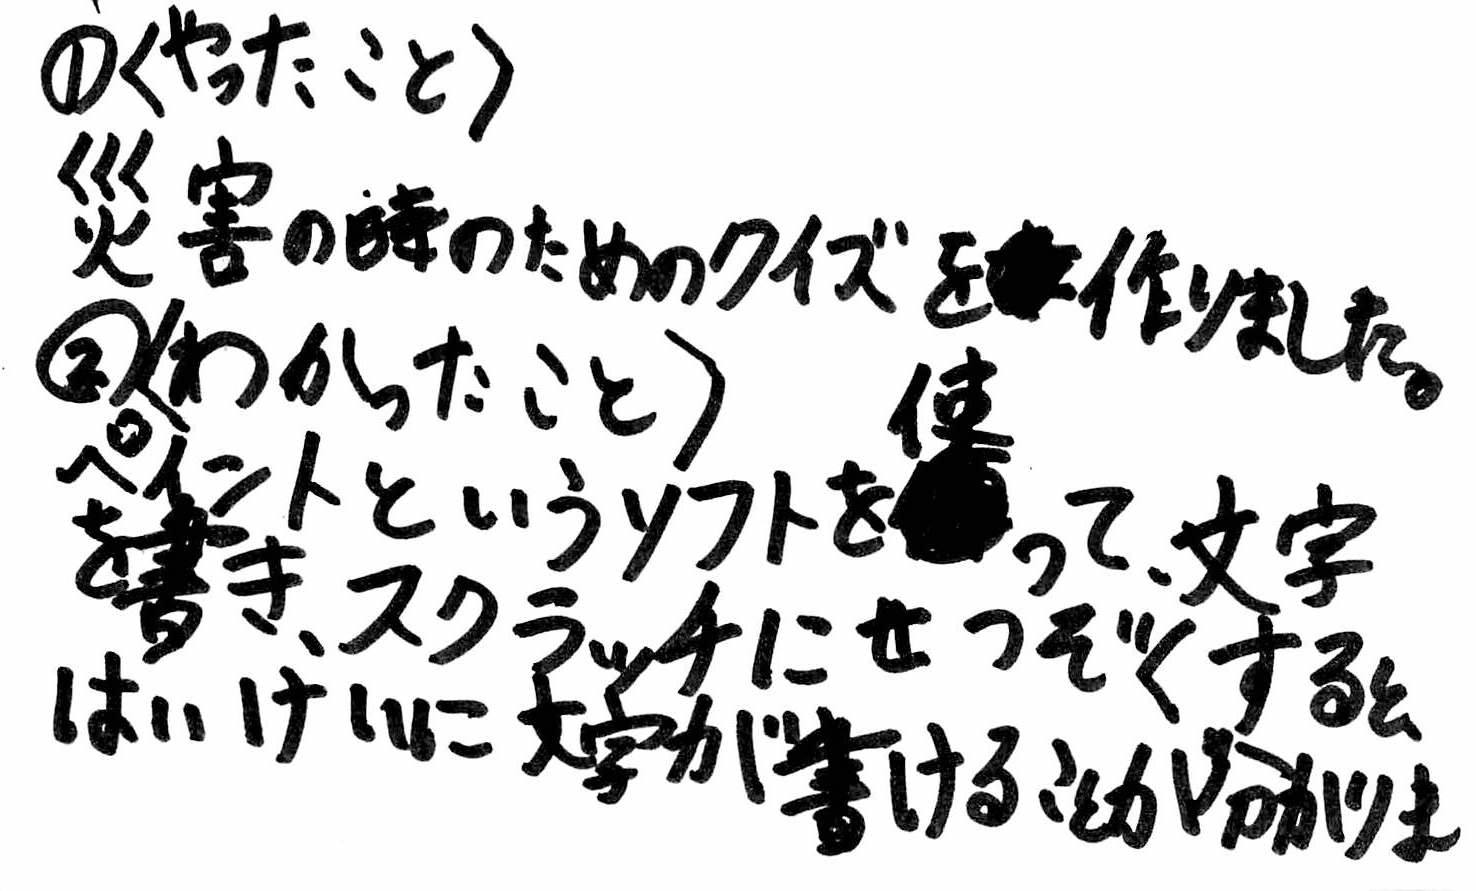 ①〈やったこと〉
災害の時のためのクイズを作りました。
②〈わかったこと〉
ペイントというソフトを使って、文字
を書き、スクラッチにせつぞくすると、
はいけいに文字が書けることが分かりま